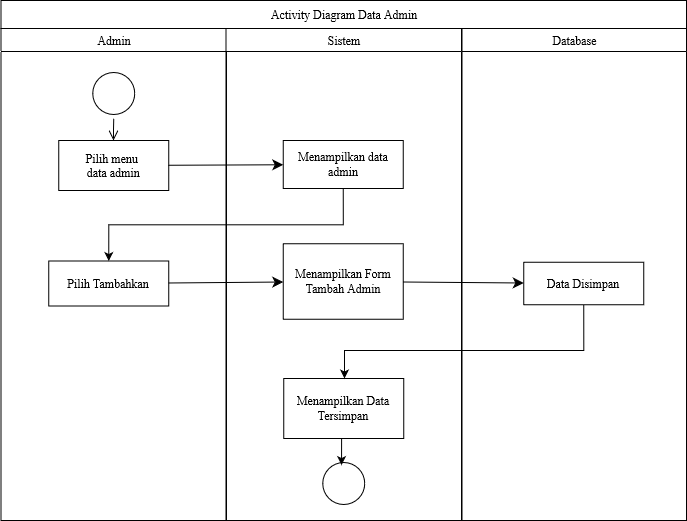 Activity Diagram Data Admin
Admin
Sistem
Database
Pilih menu
data admin
Menampilkan data
admin
Pilih Tambahkan
Menampilkan Form
Tambah Admin
Data Disimpan
Menampilkan Data
Tersimpan